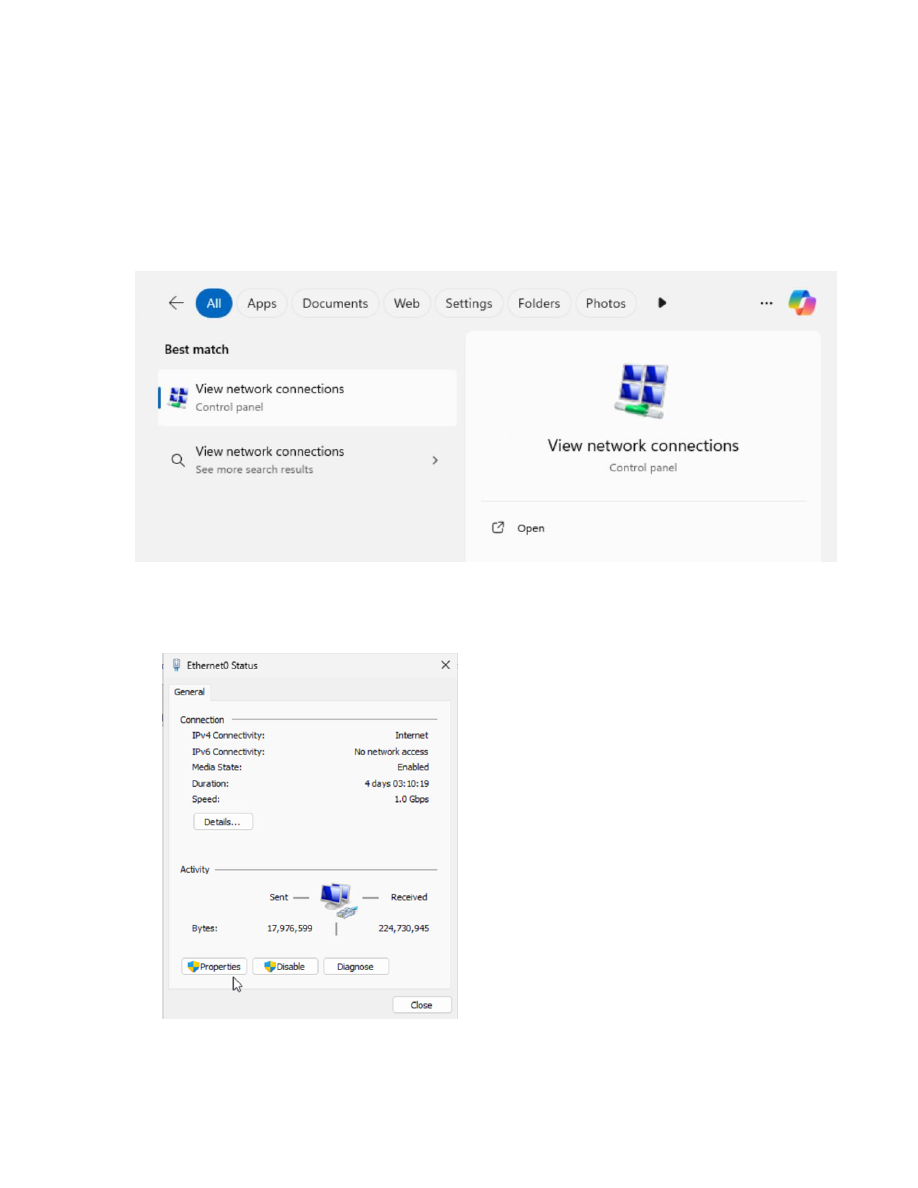 All Apps Documents Web Settings Folders Photos ...
Best match
View network connections
Control panel
View network connections
See more search results
View network connections
Control panel
Open
Ethernet0 Status
General
Connection
IPv4 Connectivity: Internet
IPv6 Connectivity: No network access
Media State: Enabled
Duration: 4 days 03:10:19
Speed: 1.0 Gbps
Details...
Activity
Sent Received
Bytes: 17,976,599 224,730,945
Properties Disable Diagnose
Close